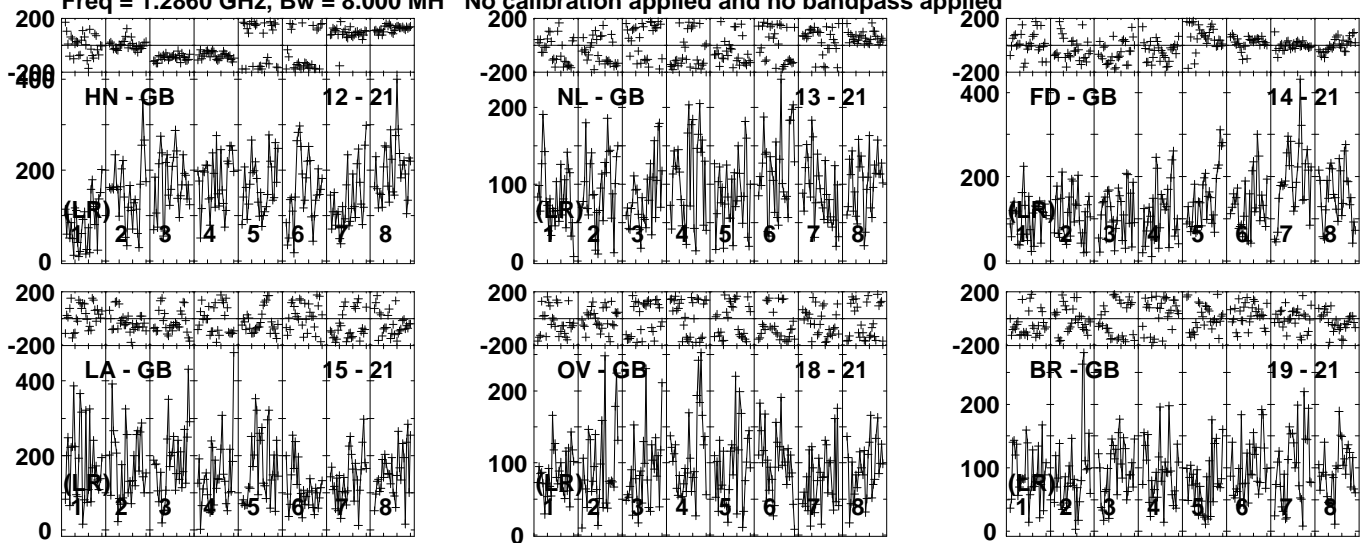 Freq = 1.2860 GHz, Bw = 8.000 MH No calibration applied and no bandpass applied
200 200 200
-200 -200 -200
400 HN - GB 12 - 21 200 NL - GB 13 - 21 400 FD - GB 14 - 21
200 100 200
(LR) (LR) (LR)
1 2 3 4 5 6 7 8 1 2 3 4 5 6 7 8 1 2 3 4 5 6 7 8
0 0 0
200 200 200
-200 -200 -200
400 LA - GB 15 - 21 200 OV - GB 18 - 21 200 BR - GB 19 - 21
200 100 100
(LR) (LR) (LR)
1 2 3 4 5 6 7 8 1 2 3 4 5 6 7 8 1 2 3 4 5 6 7 8
0 0 0